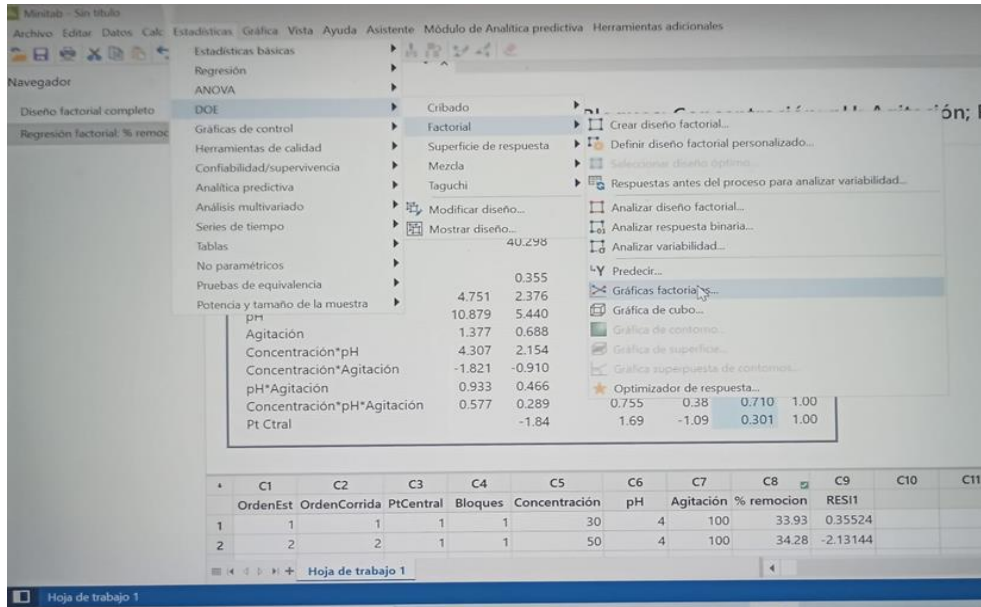 Minitab - Sin título
Archivo Editar Datos Calc Estadísticas Gráfica Vista Ayuda Asistente Módulo de Analítica predictiva Herramientas adicionales
Navegador
Diseño factorial completo
Regresión factorial: % remoc
Estadísticas básicas
Regresión
ANOVA
DOE
Gráficas de control
Herramientas de calidad
Confiabilidad/supervivencia
Analítica predictiva
Análisis multivariado
Series de tiempo
Tablas
No paramétricos
Pruebas de equivalencia
Potencia y tamaño de la muestra
Cribado
Factorial
Superficie de respuesta
Mezcla
Taguchi
Modificar diseño...
Mostrar diseño...
Crear diseño factorial...
Definir diseño factorial personalizado...
Seleccionar diseño óptimo...
Respuestas antes del proceso para analizar variabilidad...
Analizar diseño factorial...
Analizar respuesta binaria...
Analizar variabilidad...
Predecir...
Gráficas factoriales...
Gráfica de cubo...
Gráfica de contorno...
Gráfica de superficie...
Gráfica superpuesta de contornos...
Optimizador de respuesta...
ón;
40.298
0.355
4.751 2.376
pH 10.879 5.440
Agitación 1.377 0.688
Concentración*pH 4.307 2.154
Concentración*Agitación -1.821 -0.910
pH*Agitación 0.933 0.466
Concentración*pH*Agitación 0.577 0.289 0.755 0.38 0.710 1.00
Pt Ctral -1.84 1.69 -1.09 0.301 1.00
C1 C2 C3 C4 C5 C6 C7 C8 C9 C10 C11
OrdenEst OrdenCorrida PtCentral Bloques Concentración pH Agitación % remocion RESI1
1 1 1 1 1 30 4 100 33.93 0.35524
2 2 2 1 1 50 4 100 34.28 -2.13144
Hoja de trabajo 1
Hoja de trabajo 1